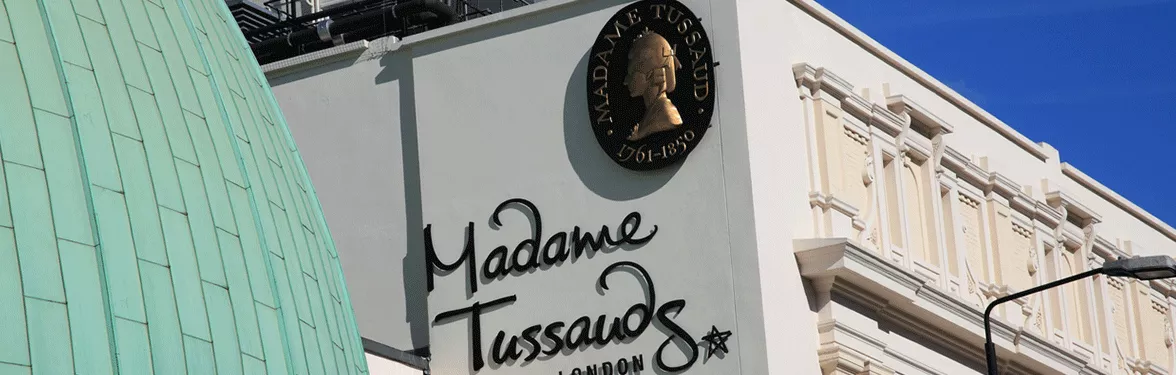 · MADAME TUSSAUD ·
1761-1850
Madame
Tussauds
LONDON